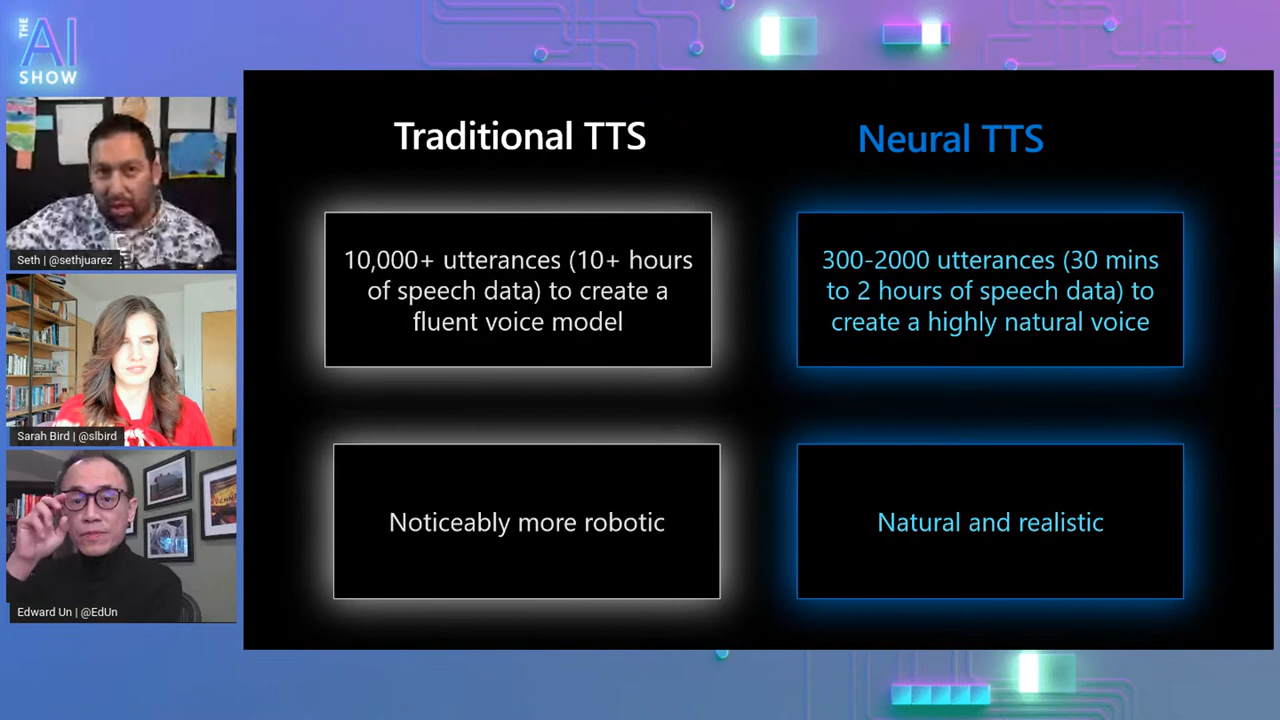 THE
AI
SHOW
Seth | @sethjuarez
Sarah Bird | @slbird
Edward Un | @EdUn
Traditional TTS
10,000+ utterances (10+ hours
of speech data) to create a
fluent voice model
Noticeably more robotic
Neural TTS
300-2000 utterances (30 mins
to 2 hours of speech data) to
create a highly natural voice
Natural and realistic